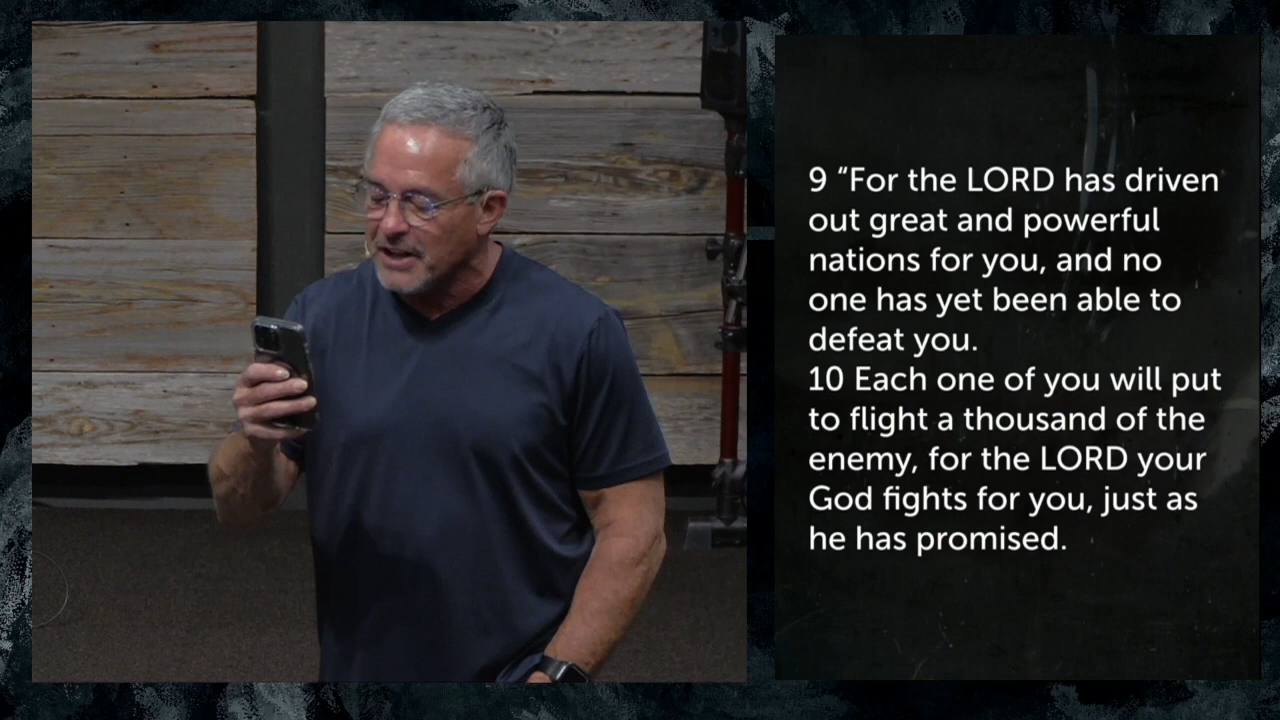 9 “For the LORD has driven
out great and powerful
nations for you, and no
one has yet been able to
defeat you.
10 Each one of you will put
to flight a thousand of the
enemy, for the LORD your
God fights for you, just as
he has promised.